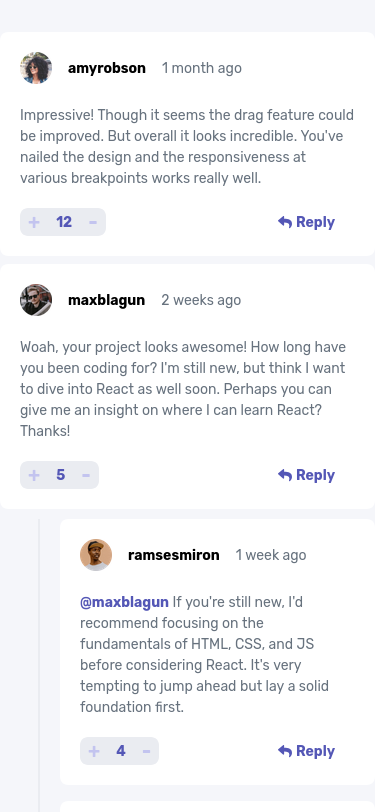 amyrobson 1 month ago
Impressive! Though it seems the drag feature could
be improved. But overall it looks incredible. You've
nailed the design and the responsiveness at
various breakpoints works really well.
+ 12 -
Reply
maxblagun 2 weeks ago
Woah, your project looks awesome! How long have
you been coding for? I'm still new, but think I want
to dive into React as well soon. Perhaps you can
give me an insight on where I can learn React?
Thanks!
+ 5 -
Reply
ramsesmiron 1 week ago
@maxblagun If you're still new, I'd
recommend focusing on the
fundamentals of HTML, CSS, and JS
before considering React. It's very
tempting to jump ahead but lay a solid
foundation first.
+ 4 -
Reply